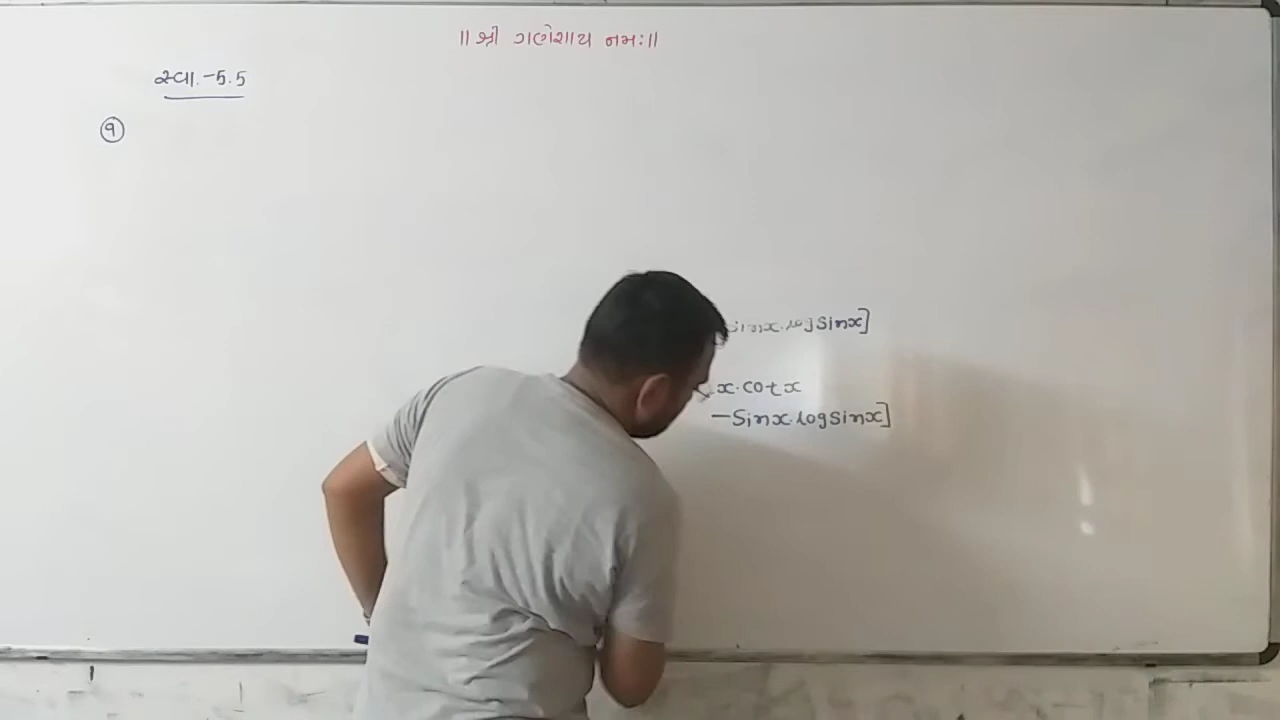 ॥ શ્રી ગણેશાય નમઃ॥
સ્વા.-5.5
૧
sinx.logsinx]
x.cotx
-sinx.logsinx]